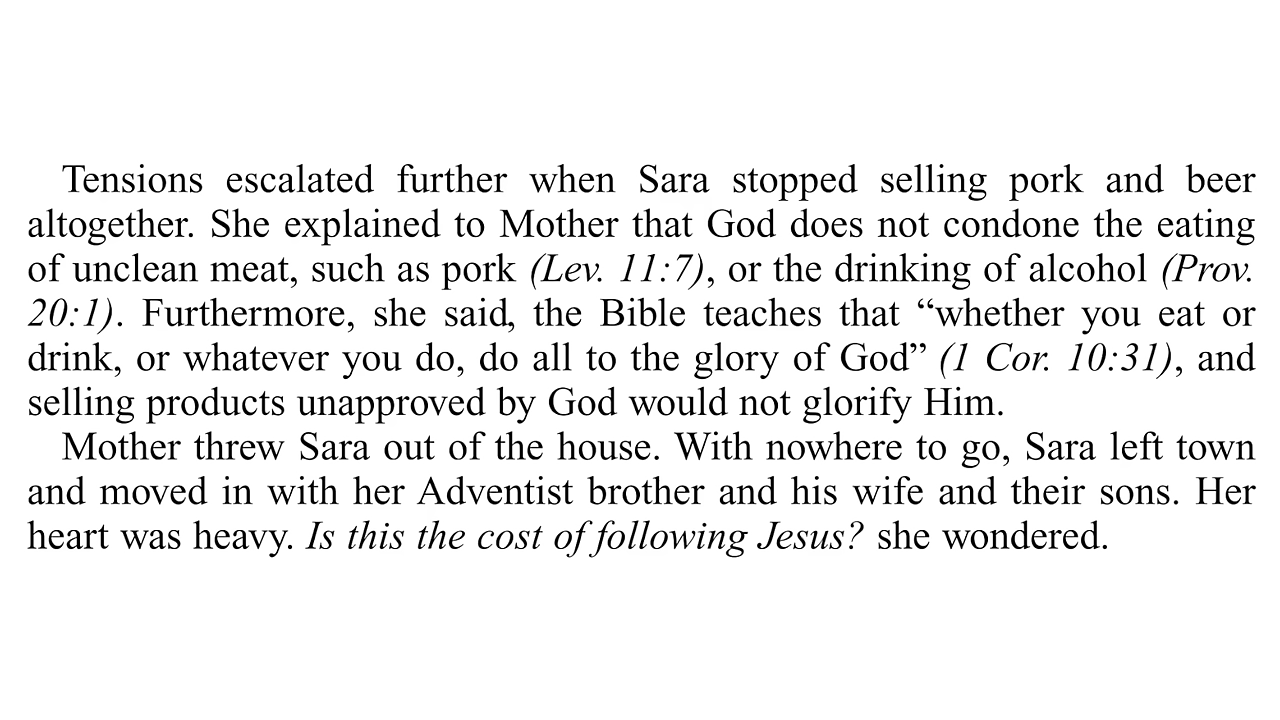 Tensions escalated further when Sara stopped selling pork and beer
altogether. She explained to Mother that God does not condone the eating
of unclean meat, such as pork (Lev. 11:7), or the drinking of alcohol (Prov.
20:1). Furthermore, she said, the Bible teaches that “whether you eat or
drink, or whatever you do, do all to the glory of God” (1 Cor. 10:31), and
selling products unapproved by God would not glorify Him.
Mother threw Sara out of the house. With nowhere to go, Sara left town
and moved in with her Adventist brother and his wife and their sons. Her
heart was heavy. Is this the cost of following Jesus? she wondered.